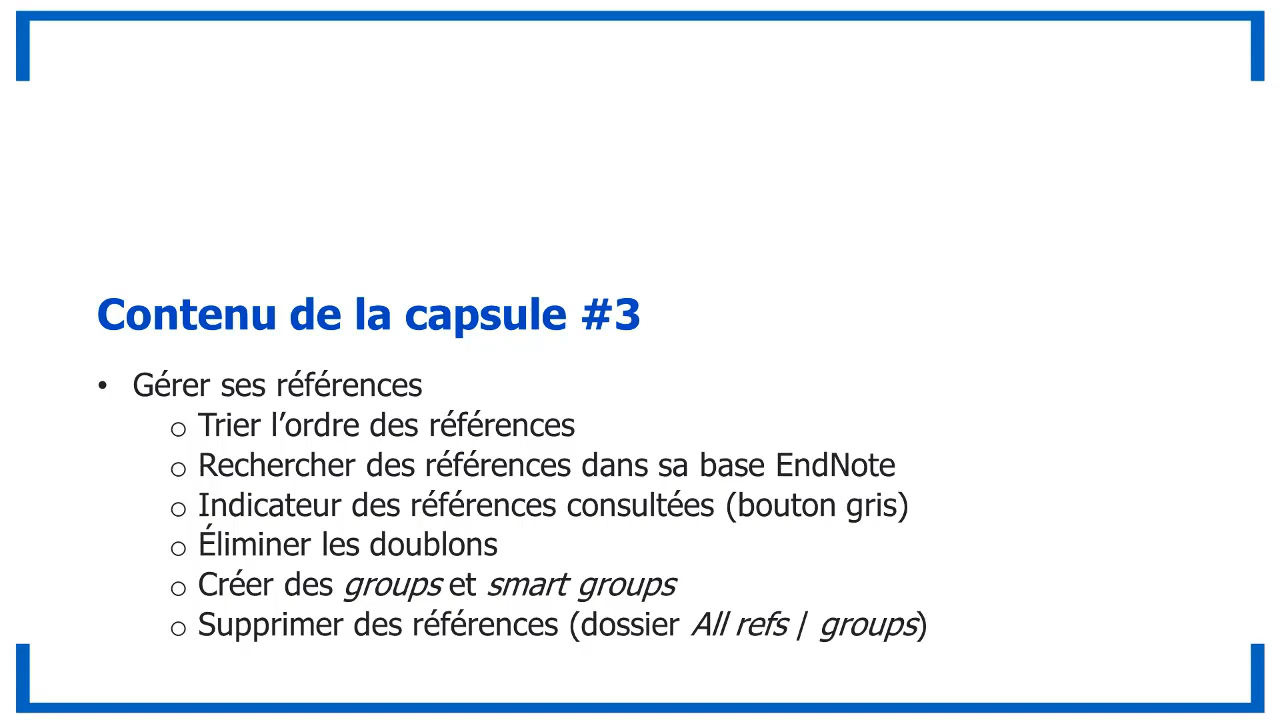 Contenu de la capsule #3
• Gérer ses références
o Trier l’ordre des références
o Rechercher des références dans sa base EndNote
o Indicateur des références consultées (bouton gris)
o Éliminer les doublons
o Créer des groups et smart groups
o Supprimer des références (dossier All refs | groups)